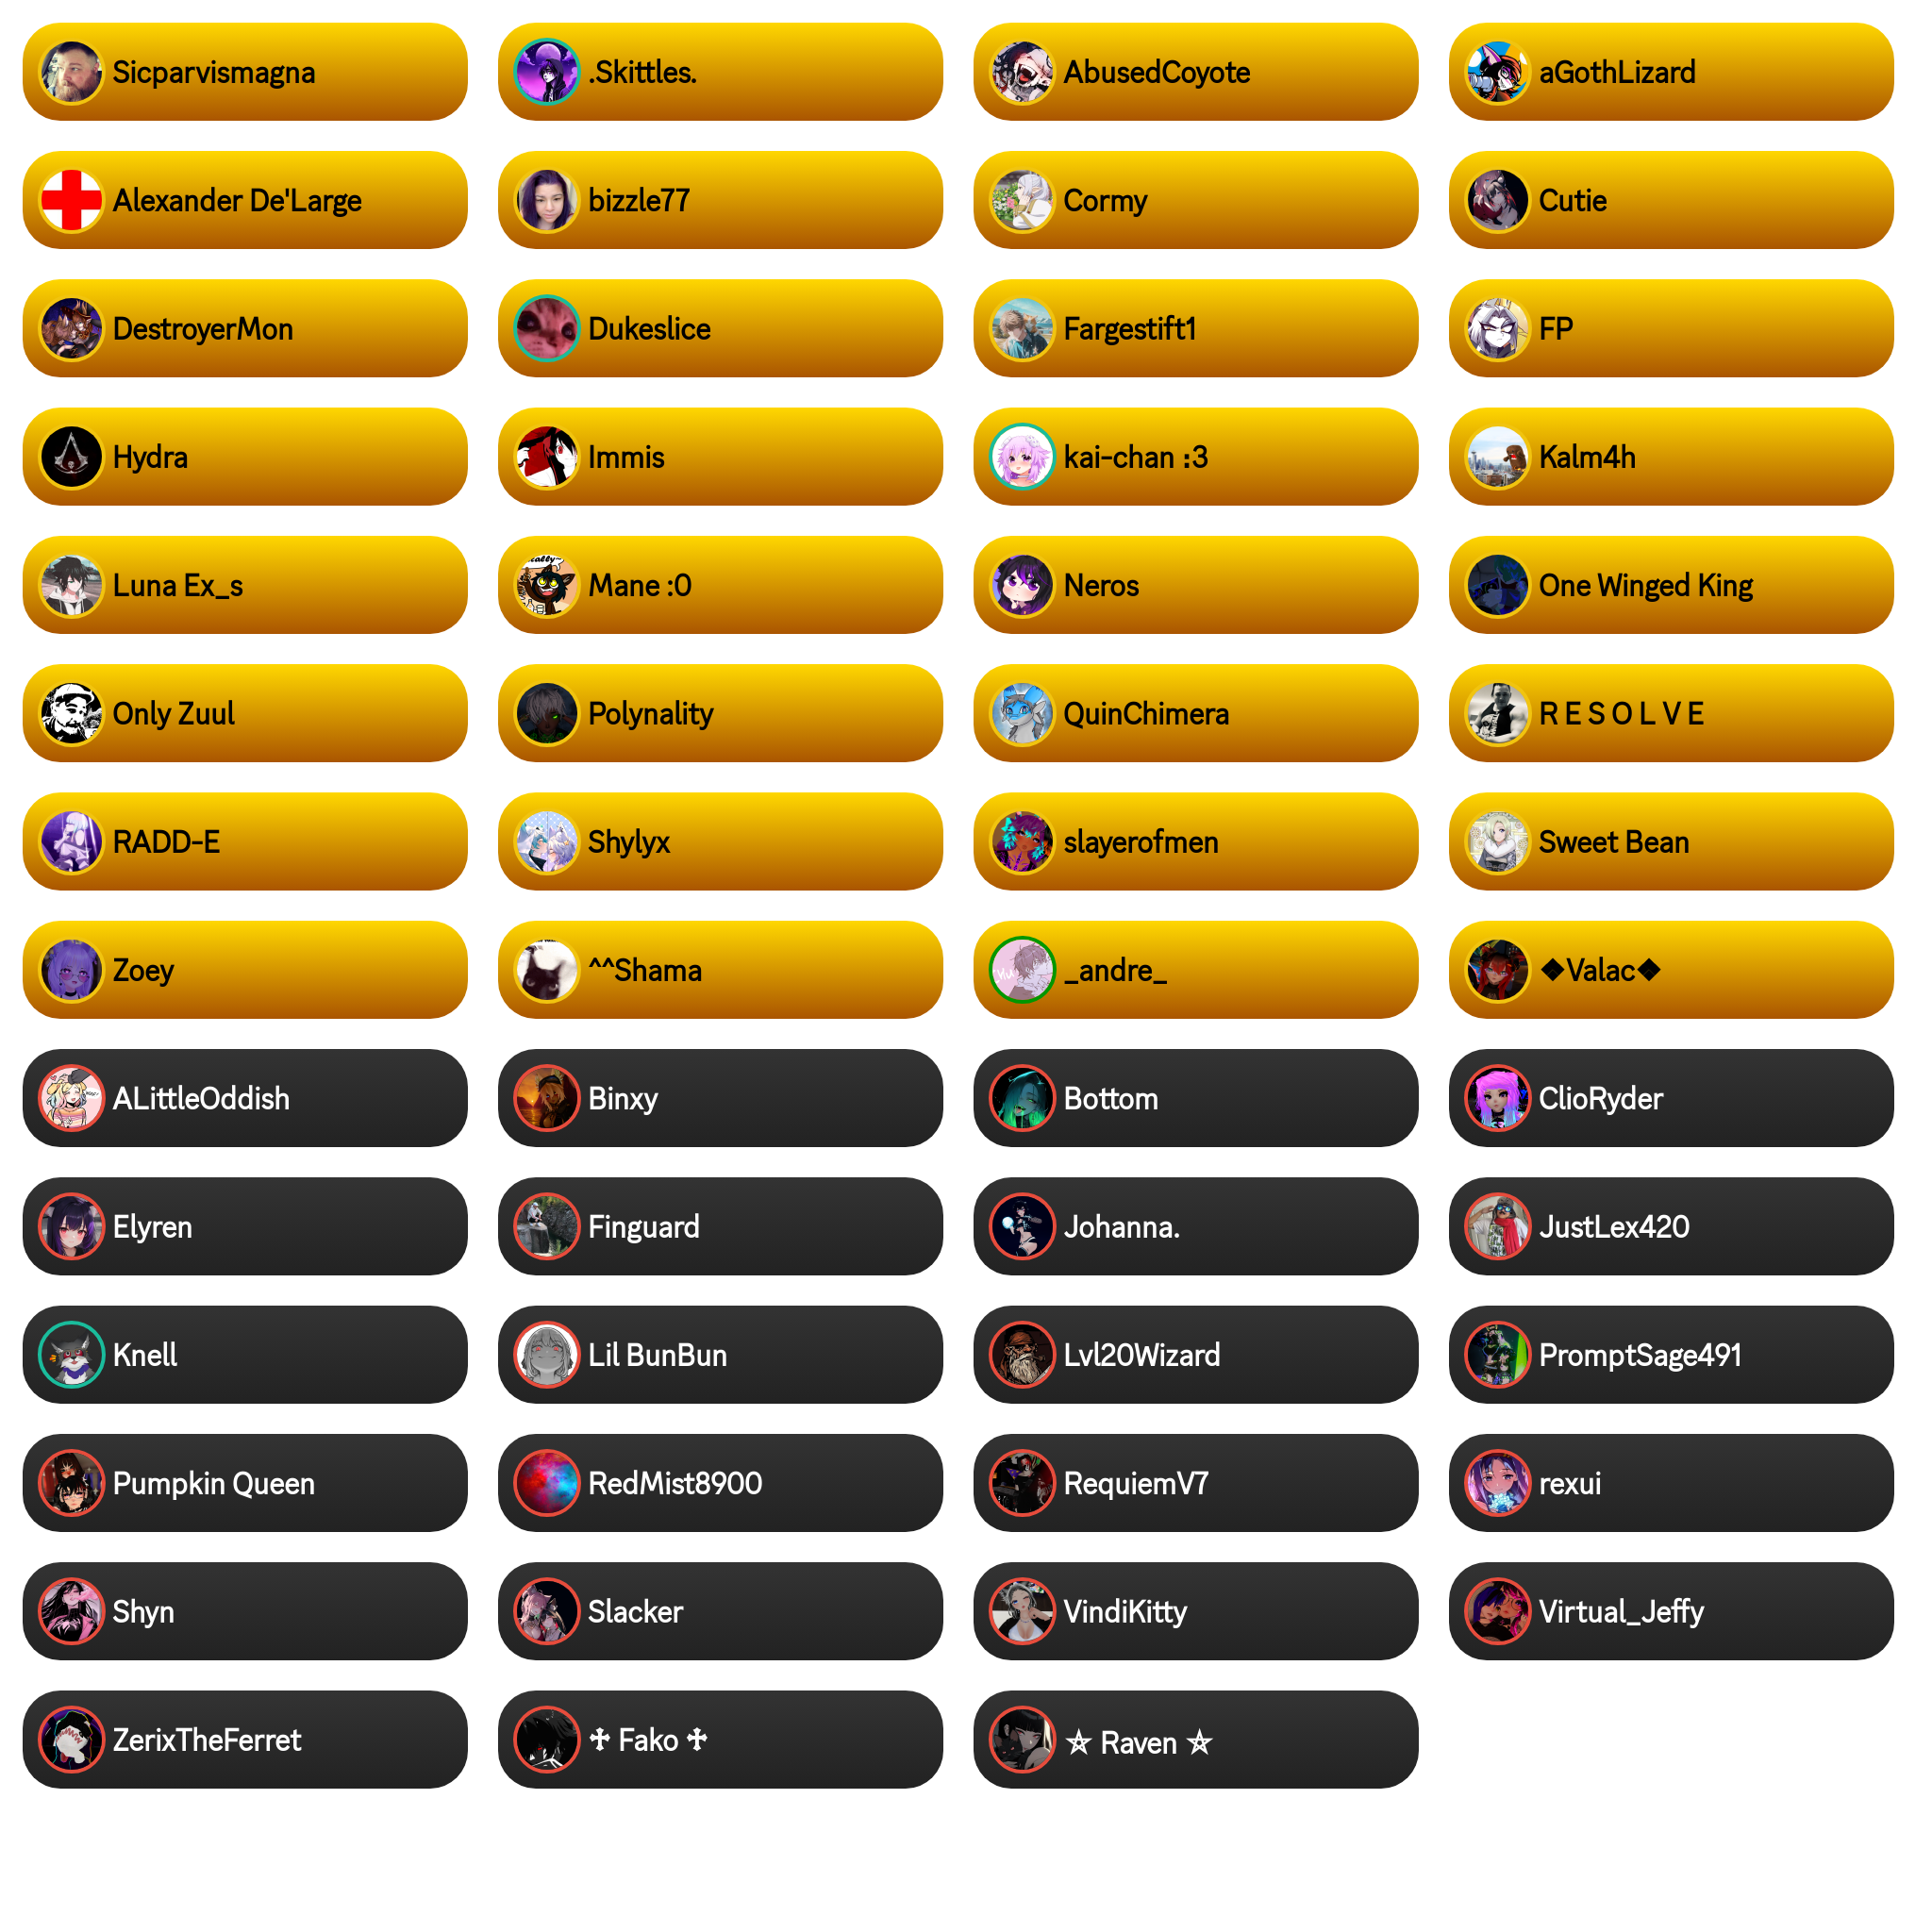 Sicparvismagna
.Skittles.
AbusedCoyote
aGothLizard
Alexander De'Large
bizzle77
Cormy
Cutie
DestroyerMon
Dukeslice
Fargestift1
FP
Hydra
Immis
kai-chan :3
Kalm4h
Luna Ex_s
Mane :0
Neros
One Winged King
Only Zuul
Polynality
QuinChimera
R E S O L V E
RADD-E
Shylyx
slayerofmen
Sweet Bean
Zoey
^^Shama
_andre_
❖Valac❖
ALittleOddish
Binxy
Bottom
ClioRyder
Elyren
Finguard
Johanna.
JustLex420
Knell
Lil BunBun
Lvl20Wizard
PromptSage491
Pumpkin Queen
RedMist8900
RequiemV7
rexui
Shyn
Slacker
VindiKitty
Virtual_Jeffy
ZerixTheFerret
♱ Fako ♱
⛧ Raven ⛧